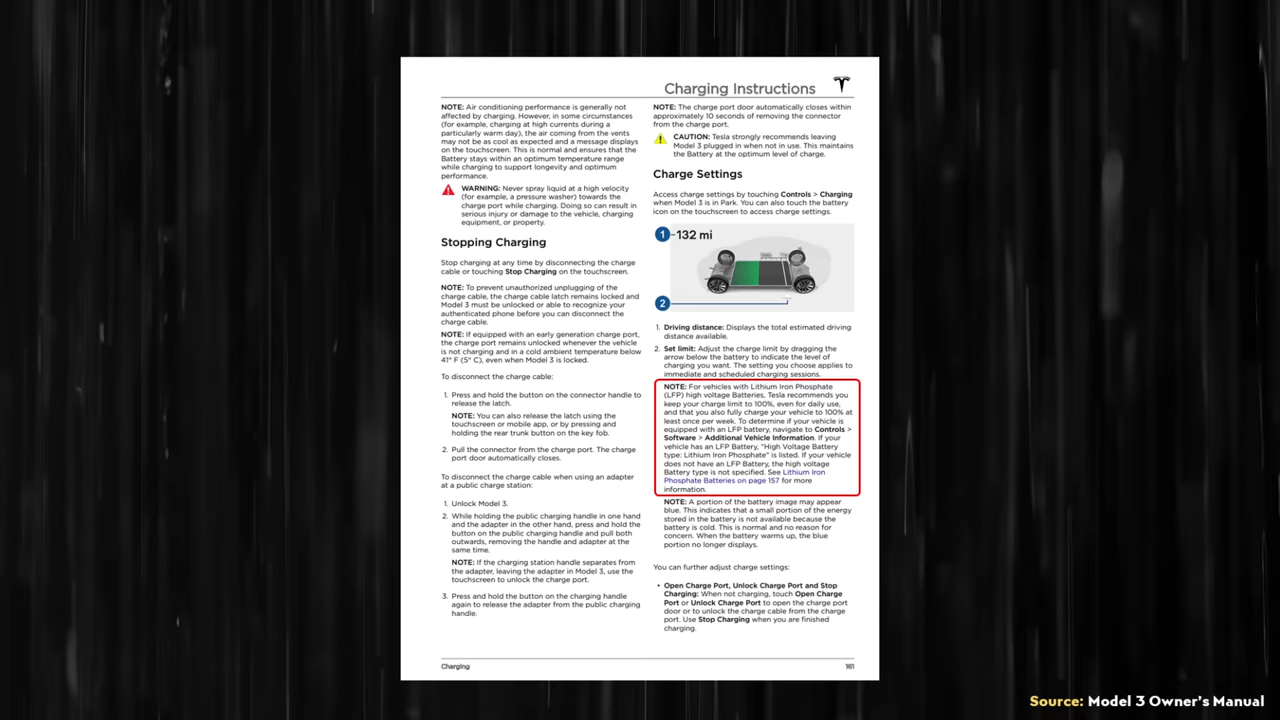 Charging Instructions
NOTE: Air conditioning performance is generally not
affected by charging. However, in some circumstances
(for example, charging at high currents during a
particularly warm day), the air coming from the vents
may not be as cool as expected and a message displays
on the touchscreen. This is normal and ensures that the
Battery stays within an optimum temperature range
while charging to support longevity and optimum
performance.
WARNING: Never spray liquid at a high velocity
(for example, a pressure washer) towards the
charge port while charging. Doing so can result in
serious injury or damage to the vehicle, charging
equipment, or property.
Stopping Charging
Stop charging at any time by disconnecting the charge
cable or touching Stop Charging on the touchscreen.
NOTE: To prevent unauthorized unplugging of the
charge cable, the charge cable latch remains locked and
Model 3 must be unlocked or able to recognize your
authenticated phone before you can disconnect the
charge cable.
NOTE: If equipped with an early generation charge port,
the charge port remains unlocked whenever the vehicle
is not charging and in a cold ambient temperature below
41° F (5° C), even when Model 3 is locked.
To disconnect the charge cable:
1. Press and hold the button on the connector handle to
release the latch.
NOTE: You can also release the latch using the
touchscreen or mobile app, or by pressing and
holding the rear trunk button on the key fob.
2. Pull the connector from the charge port. The charge
port door automatically closes.
To disconnect the charge cable when using an adapter
at a public charge station:
1. Unlock Model 3.
2. While holding the public charging handle in one hand
and the adapter in the other hand, press and hold the
button on the public charging handle and pull both
outwards, removing the handle and adapter at the
same time.
NOTE: If the charging station handle separates from
the adapter, leaving the adapter in Model 3, use the
touchscreen to unlock the charge port.
3. Press and hold the button on the charging handle
again to release the adapter from the public charging
handle.
NOTE: The charge port door automatically closes within
approximately 10 seconds of removing the connector
from the charge port.
CAUTION: Tesla strongly recommends leaving
Model 3 plugged in when not in use. This maintains
the Battery at the optimum level of charge.
Charge Settings
Access charge settings by touching Controls > Charging
when Model 3 is in Park. You can also touch the battery
icon on the touchscreen to access charge settings.
1 132 mi
2
1. Driving distance: Displays the total estimated driving
distance available.
2. Set limit: Adjust the charge limit by dragging the
arrow below the battery to indicate the level of
charging you want. The setting you choose applies to
immediate and scheduled charging sessions.
NOTE: For vehicles with Lithium Iron Phosphate
(LFP) high voltage Batteries, Tesla recommends you
keep your charge limit to 100%, even for daily use,
and that you also fully charge your vehicle to 100% at
least once per week. To determine if your vehicle is
equipped with an LFP battery, navigate to Controls >
Software > Additional Vehicle Information. If your
vehicle has an LFP Battery, "High Voltage Battery
type: Lithium Iron Phosphate" is listed. If your vehicle
does not have an LFP Battery, the high voltage
Battery type is not specified. See Lithium Iron
Phosphate Batteries on page 157 for more
information.
NOTE: A portion of the battery image may appear
blue. This indicates that a small portion of the energy
stored in the battery is not available because the
battery is cold. This is normal and no reason for
concern. When the battery warms up, the blue
portion no longer displays.
You can further adjust charge settings:
• Open Charge Port, Unlock Charge Port and Stop
Charging: When not charging, touch Open Charge
Port or Unlock Charge Port to open the charge port
door or to unlock the charge cable from the charge
port. Use Stop Charging when you are finished
charging.
Charging
161
Source: Model 3 Owner's Manual